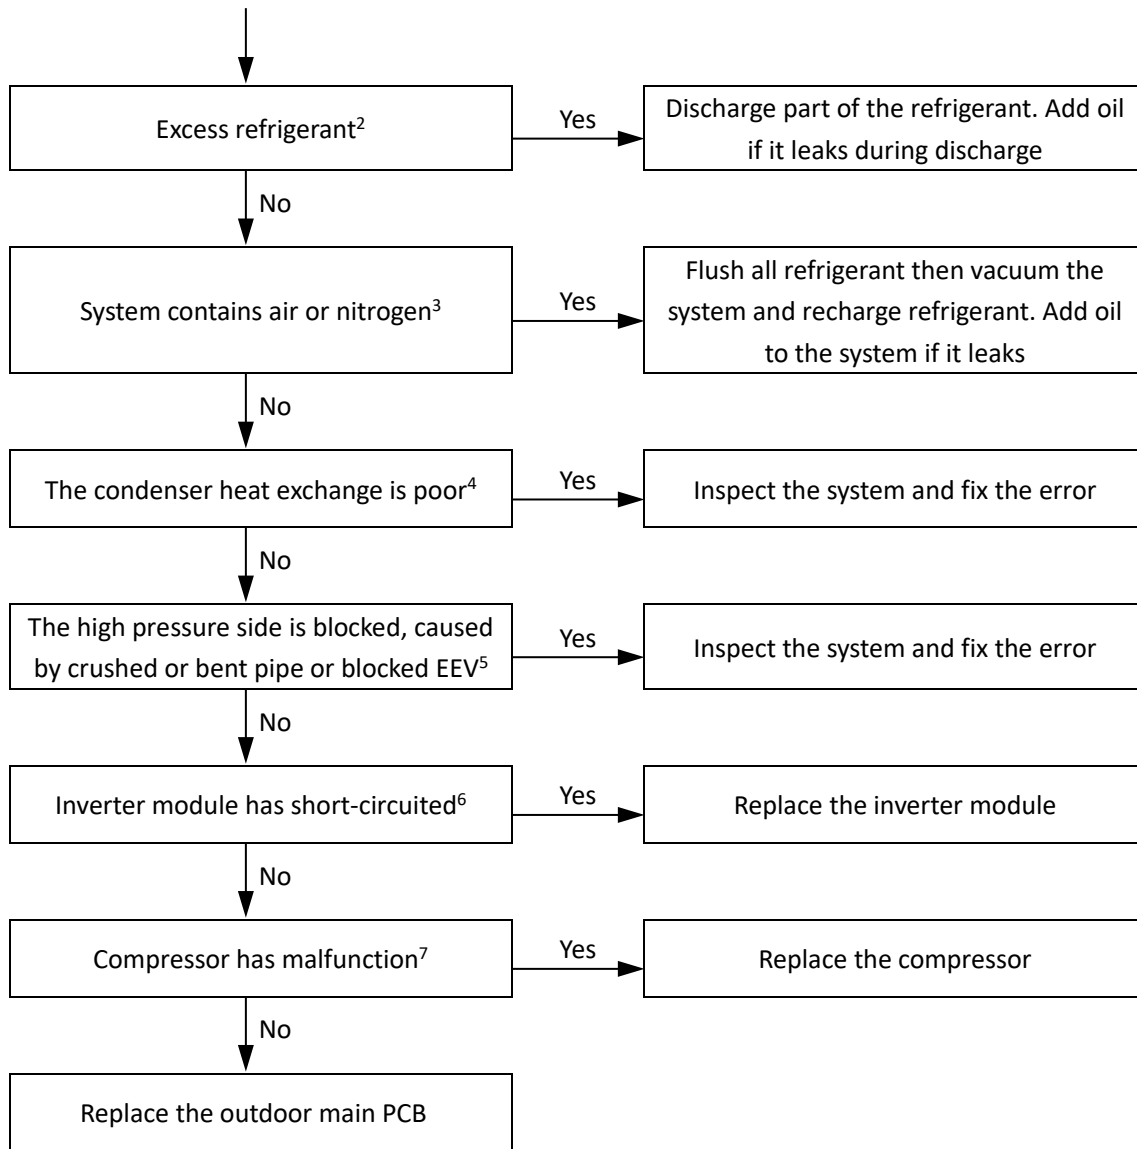 Excess refrigerant²
Yes
Discharge part of the refrigerant. Add oil
if it leaks during discharge
No
System contains air or nitrogen³
Yes
Flush all refrigerant then vacuum the
system and recharge refrigerant. Add oil
to the system if it leaks
No
The condenser heat exchange is poor⁴
Yes
Inspect the system and fix the error
No
The high pressure side is blocked, caused
by crushed or bent pipe or blocked EEV⁵
Yes
Inspect the system and fix the error
No
Inverter module has short-circuited⁶
Yes
Replace the inverter module
No
Compressor has malfunction⁷
Yes
Replace the compressor
No
Replace the outdoor main PCB